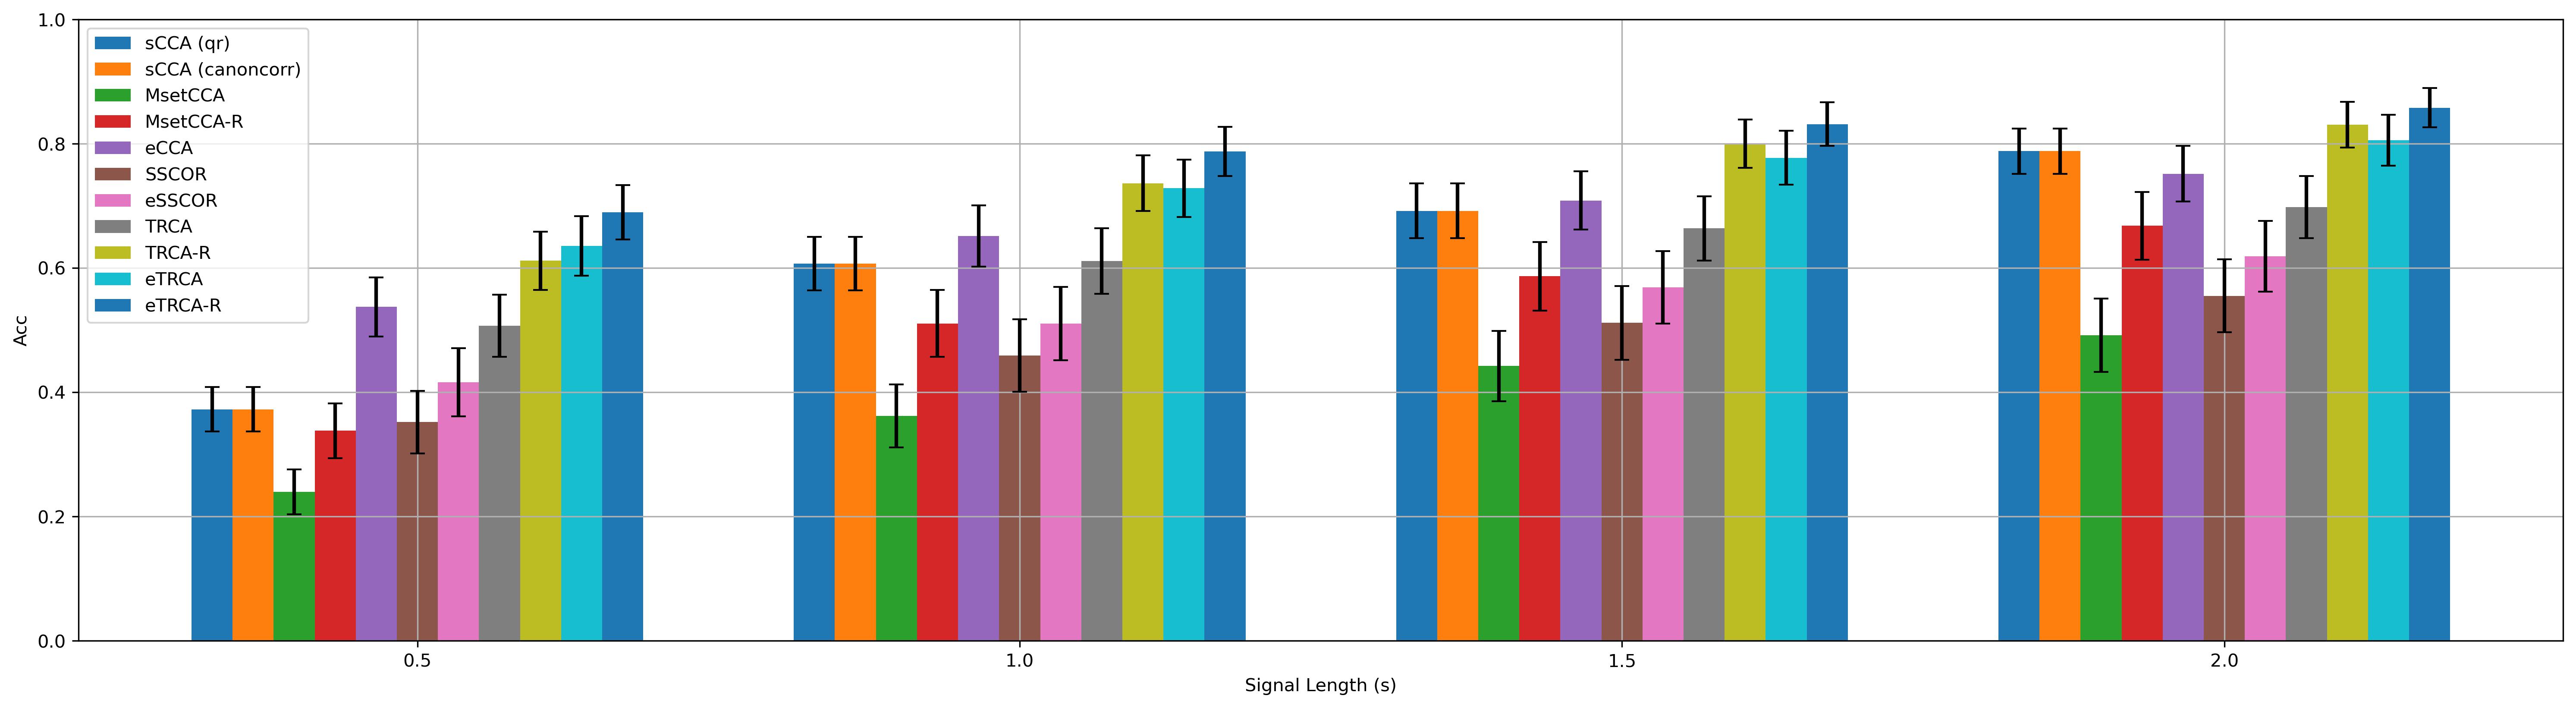 1.0
0.8
0.6
0.4
0.2
0.0
Acc
sCCA (qr)
sCCA (canoncorr)
MsetCCA
MsetCCA-R
eCCA
SSCOR
eSSCOR
TRCA
TRCA-R
eTRCA
eTRCA-R
0.5
1.0
1.5
2.0
Signal Length (s)